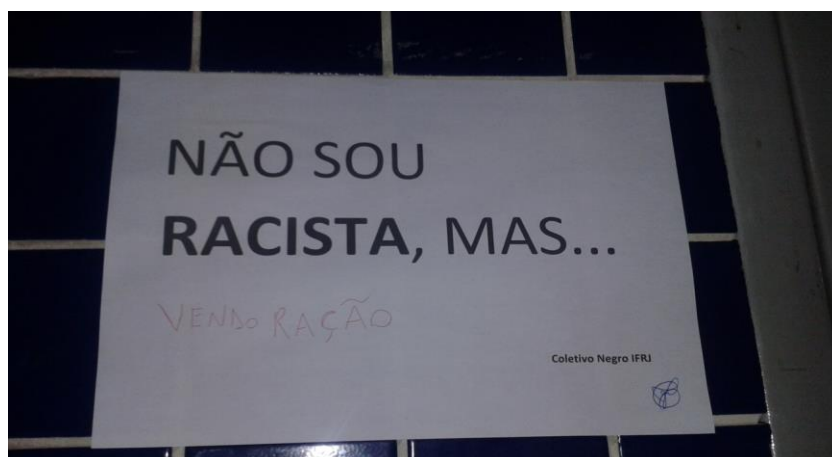 NÃO SOU
RACISTA, MAS...
VENDO RAÇÃO
Coletivo Negro IFRJ